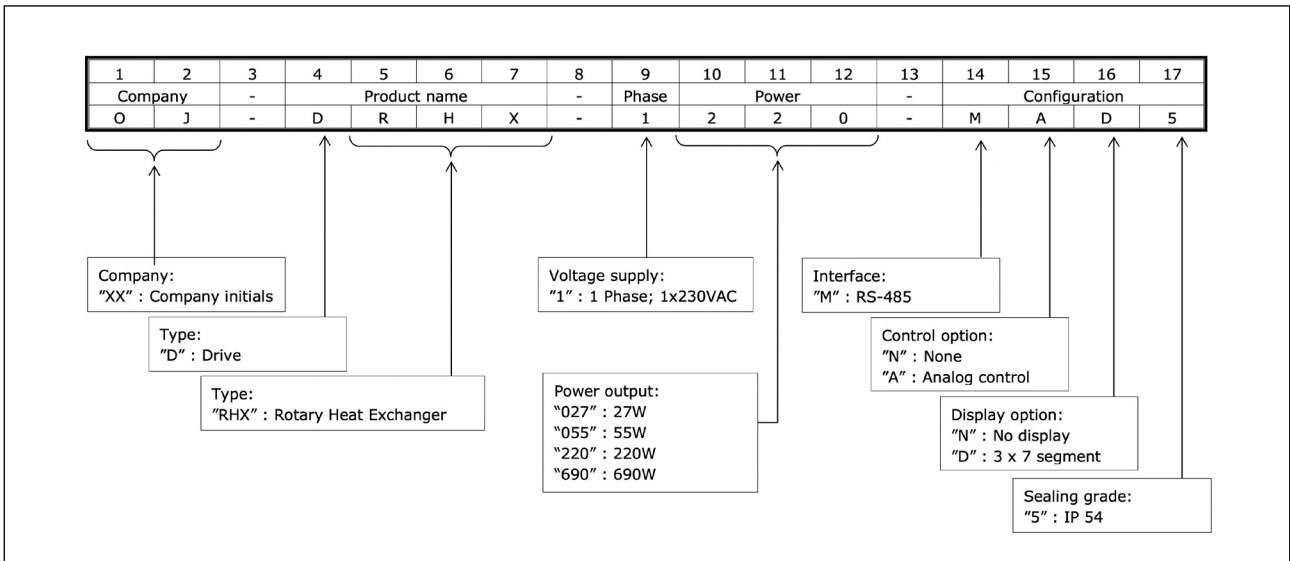 1 2 3 4 5 6 7 8 9 10 11 12 13 14 15 16 17
Company - Product name - Phase Power - Configuration
O J - D R H X - 1 2 2 0 - M A D 5
Company:
"XX" : Company initials
Type:
"D" : Drive
Type:
"RHX" : Rotary Heat Exchanger
Voltage supply:
"1" : 1 Phase; 1x230VAC
Power output:
"027" : 27W
"055" : 55W
"220" : 220W
"690" : 690W
Interface:
"M" : RS-485
Control option:
"N" : None
"A" : Analog control
Display option:
"N" : No display
"D" : 3 x 7 segment
Sealing grade:
"5" : IP 54